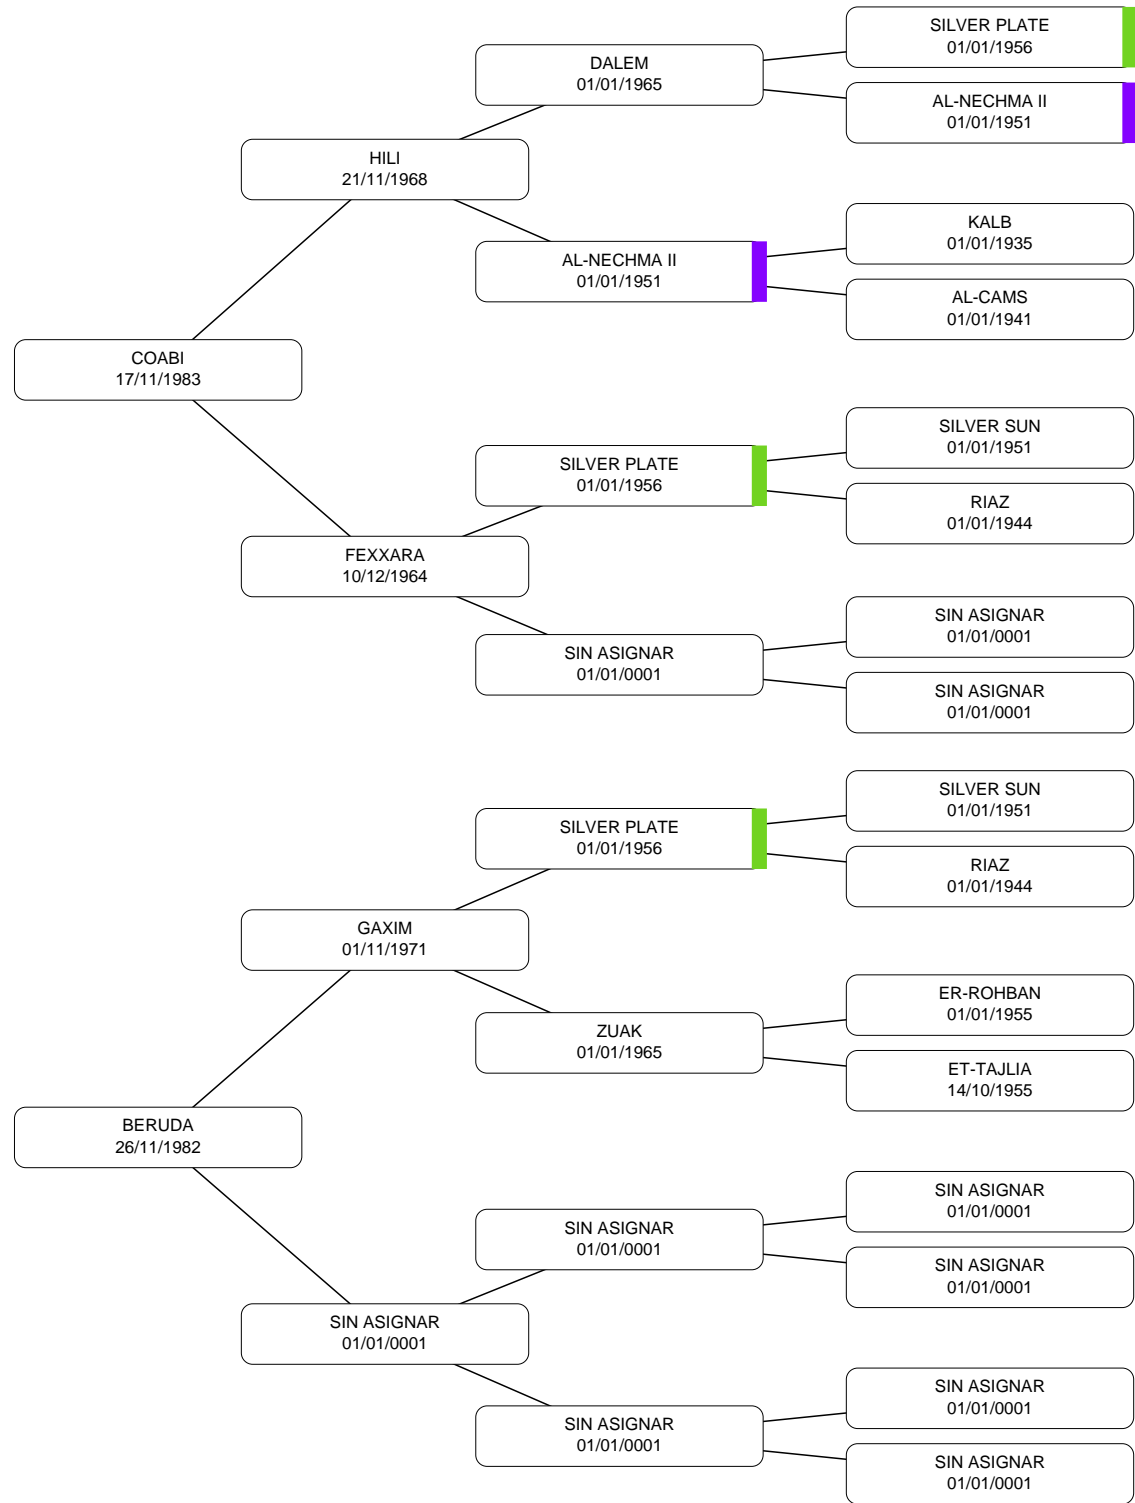 SILVER PLATE
01/01/1956
DALEM
01/01/1965
AL-NECHMA II
01/01/1951
HILI
21/11/1968
KALB
01/01/1935
AL-NECHMA II
01/01/1951
AL-CAMS
01/01/1941
COABI
17/11/1983
SILVER SUN
01/01/1951
SILVER PLATE
01/01/1956
RIAZ
01/01/1944
FEXXARA
10/12/1964
SIN ASIGNAR
01/01/0001
SIN ASIGNAR
01/01/0001
SIN ASIGNAR
01/01/0001
SILVER SUN
01/01/1951
SILVER PLATE
01/01/1956
RIAZ
01/01/1944
GAXIM
01/11/1971
ER-ROHBAN
01/01/1955
ZUAK
01/01/1965
ET-TAJLIA
14/10/1955
BERUDA
26/11/1982
SIN ASIGNAR
01/01/0001
SIN ASIGNAR
01/01/0001
SIN ASIGNAR
01/01/0001
SIN ASIGNAR
01/01/0001
SIN ASIGNAR
01/01/0001
SIN ASIGNAR
01/01/0001
SIN ASIGNAR
01/01/0001